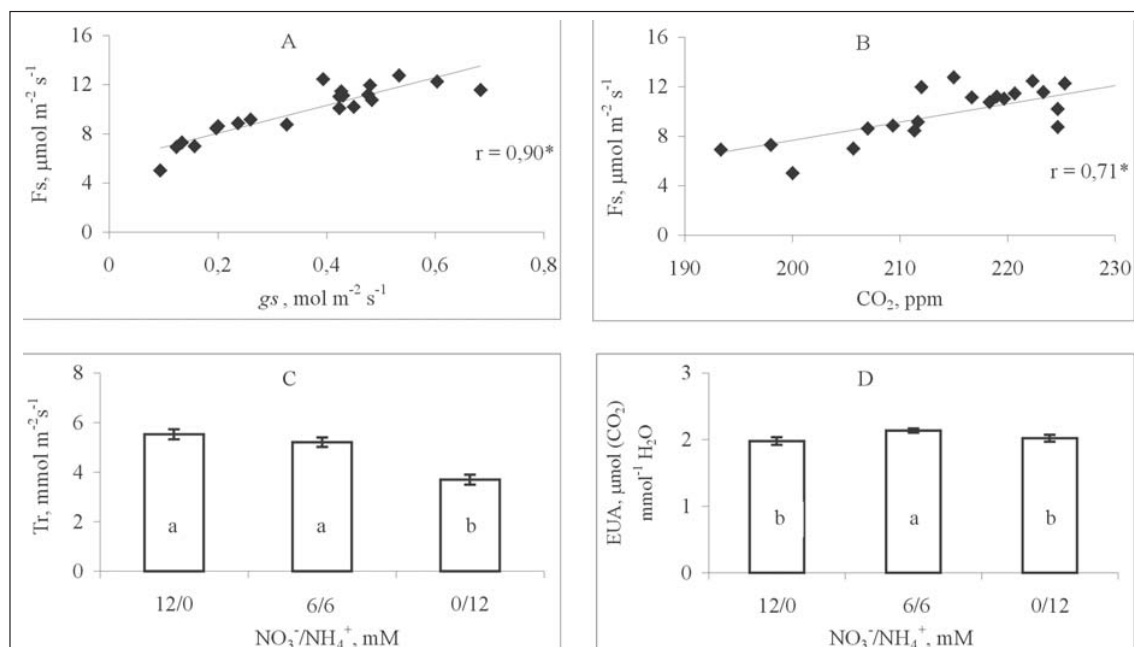 A
16
12
8
4
0
Fs, µmol m⁻² s⁻¹
r = 0,90*
0 0,2 0,4 0,6 0,8
gs , mol m⁻² s⁻¹
B
16
12
8
4
0
Fs, µmol m⁻² s⁻¹
r = 0,71*
190 200 210 220 230
CO₂, ppm
C
8
6
4
2
0
Tr, mmol m⁻²s⁻¹
a a b
12/0 6/6 0/12
NO₃⁻/NH₄⁺, mM
D
3
2
1
0
EUA, µmol (CO₂)
mmol⁻¹ H₂O
b a b
12/0 6/6 0/12
NO₃⁻/NH₄⁺, mM